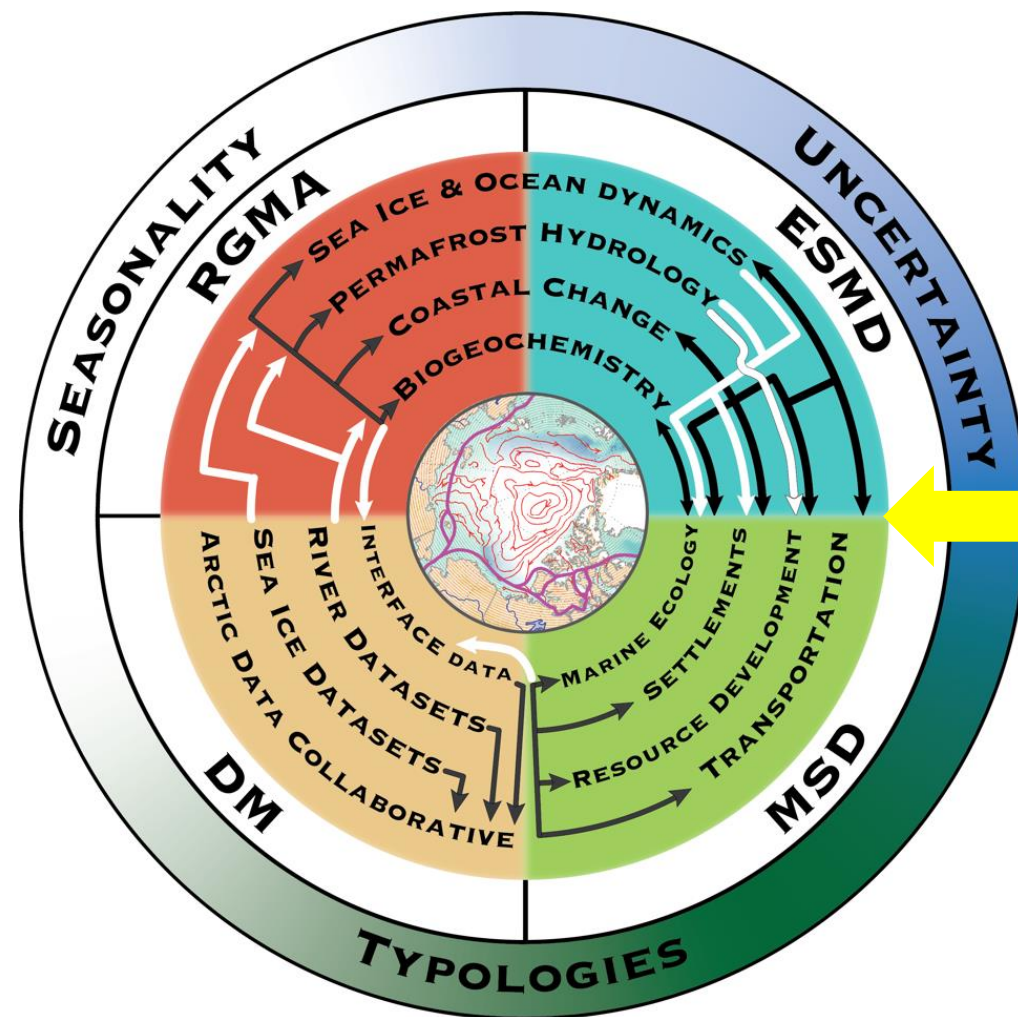 SEASONALITY
UNCERTAINTY
TYPOLOGIES
RGMA
ESMD
DM
MSD
SEA ICE & OCEAN DYNAMICS
PERMAFROST HYDROLOGY
COASTAL CHANGE
BIOGEOCHEMISTRY
ARCTIC DATA COLLABORATIVE
SEA ICE DATASETS
RIVER DATASETS
INTERFACE DATA
MARINE ECOLOGY
SETTLEMENTS
RESOURCE DEVELOPMENT
TRANSPORTATION